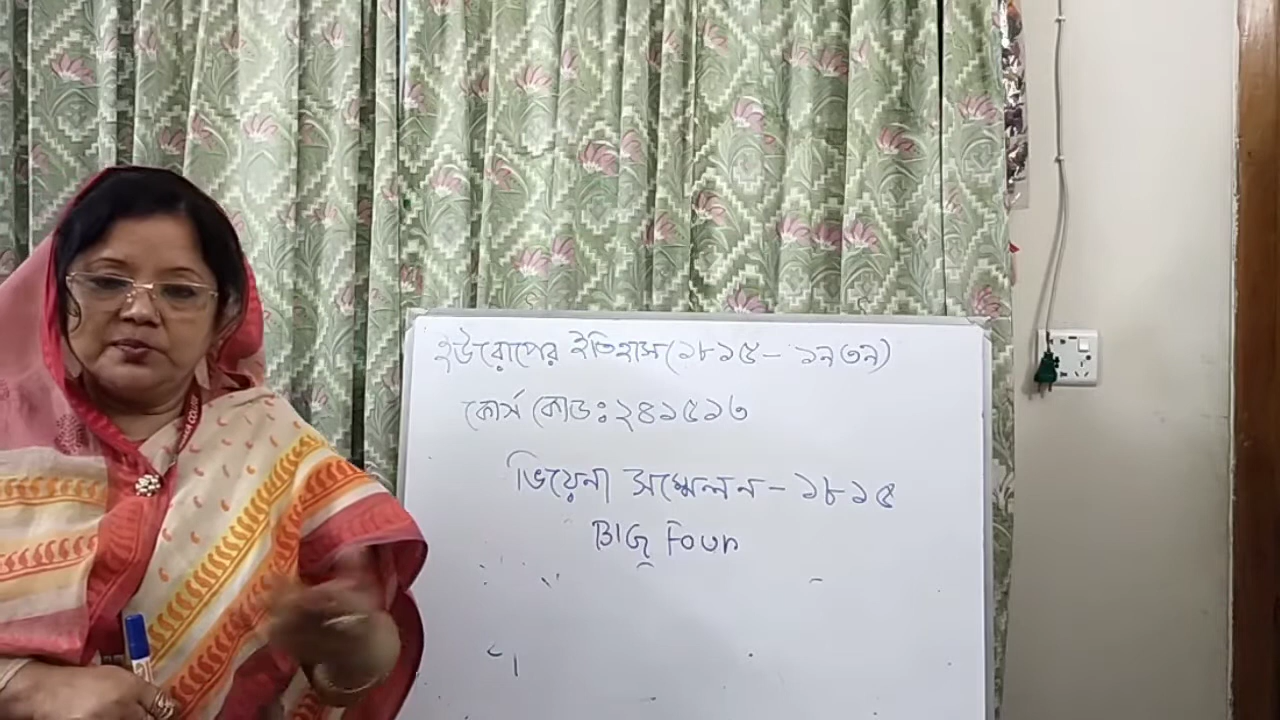 ইউরোপের ইতিহাস(১৮১৫-১৯৩৯)
কোর্স কোডঃ২৪১৫১৩
ভিয়েনা সম্মেলন-১৮১৫
BIG Four